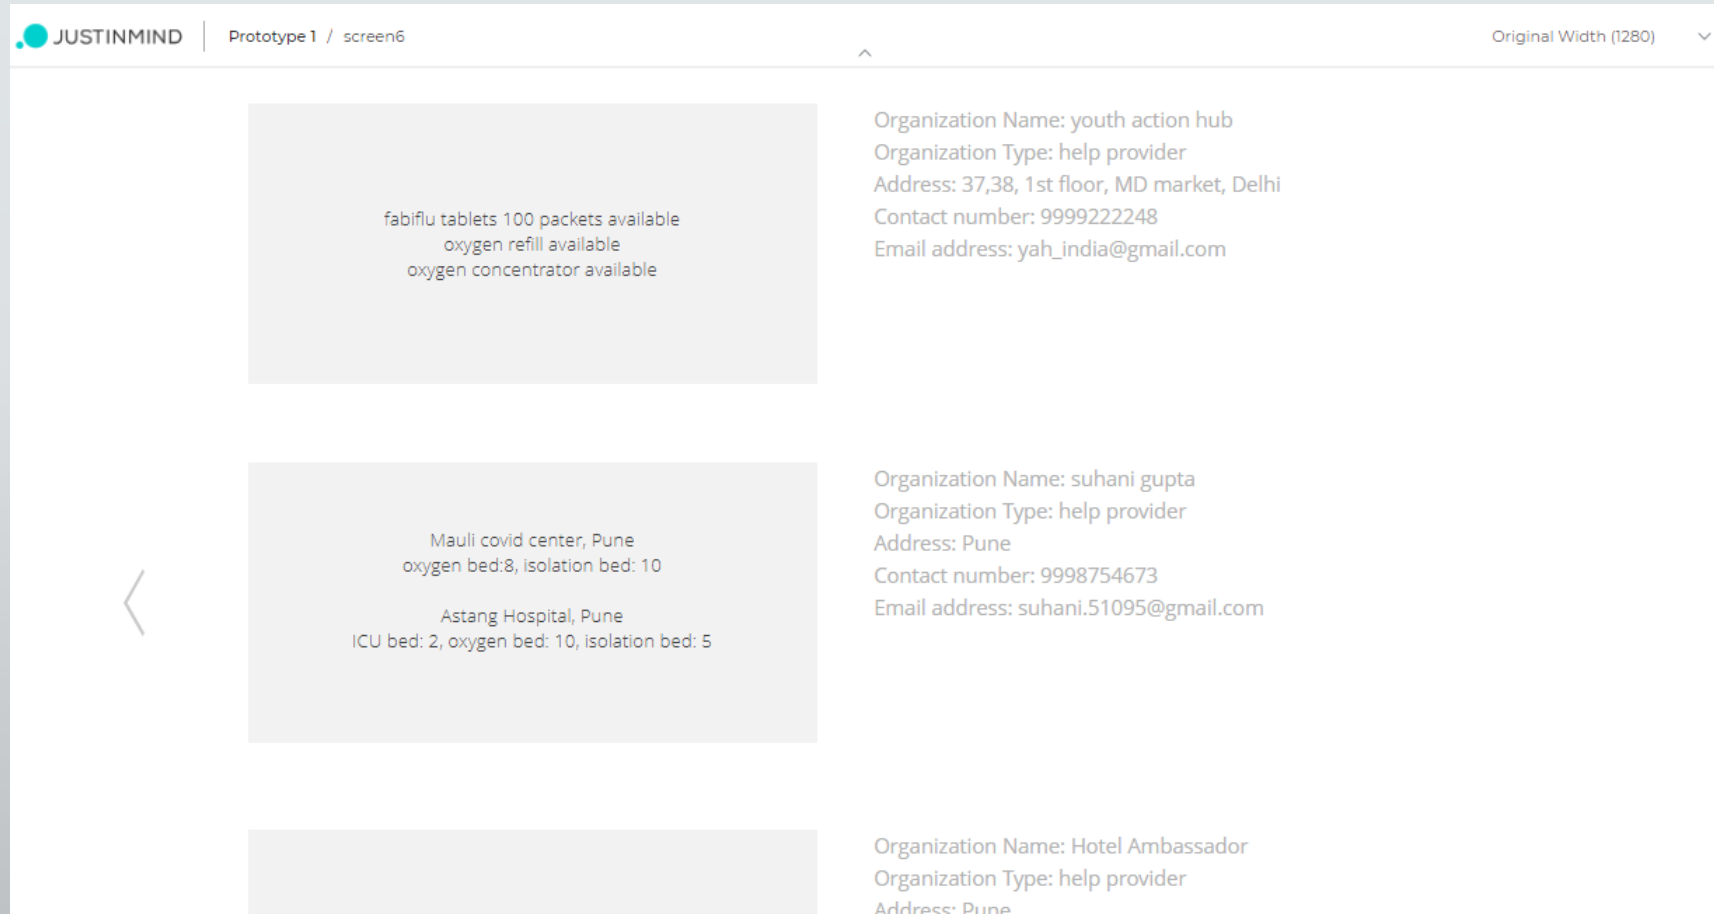 JUSTINMIND
Prototype 1 / screen6
Original Width (1280)
fabiflu tablets 100 packets available
oxygen refill available
oxygen concentrator available
Organization Name: youth action hub
Organization Type: help provider
Address: 37,38, 1st floor, MD market, Delhi
Contact number: 9999222248
Email address: yah_india@gmail.com
Mauli covid center, Pune
oxygen bed:8, isolation bed: 10
Astang Hospital, Pune
ICU bed: 2, oxygen bed: 10, isolation bed: 5
Organization Name: suhani gupta
Organization Type: help provider
Address: Pune
Contact number: 9998754673
Email address: suhani.51095@gmail.com
Organization Name: Hotel Ambassador
Organization Type: help provider
Address: Pune